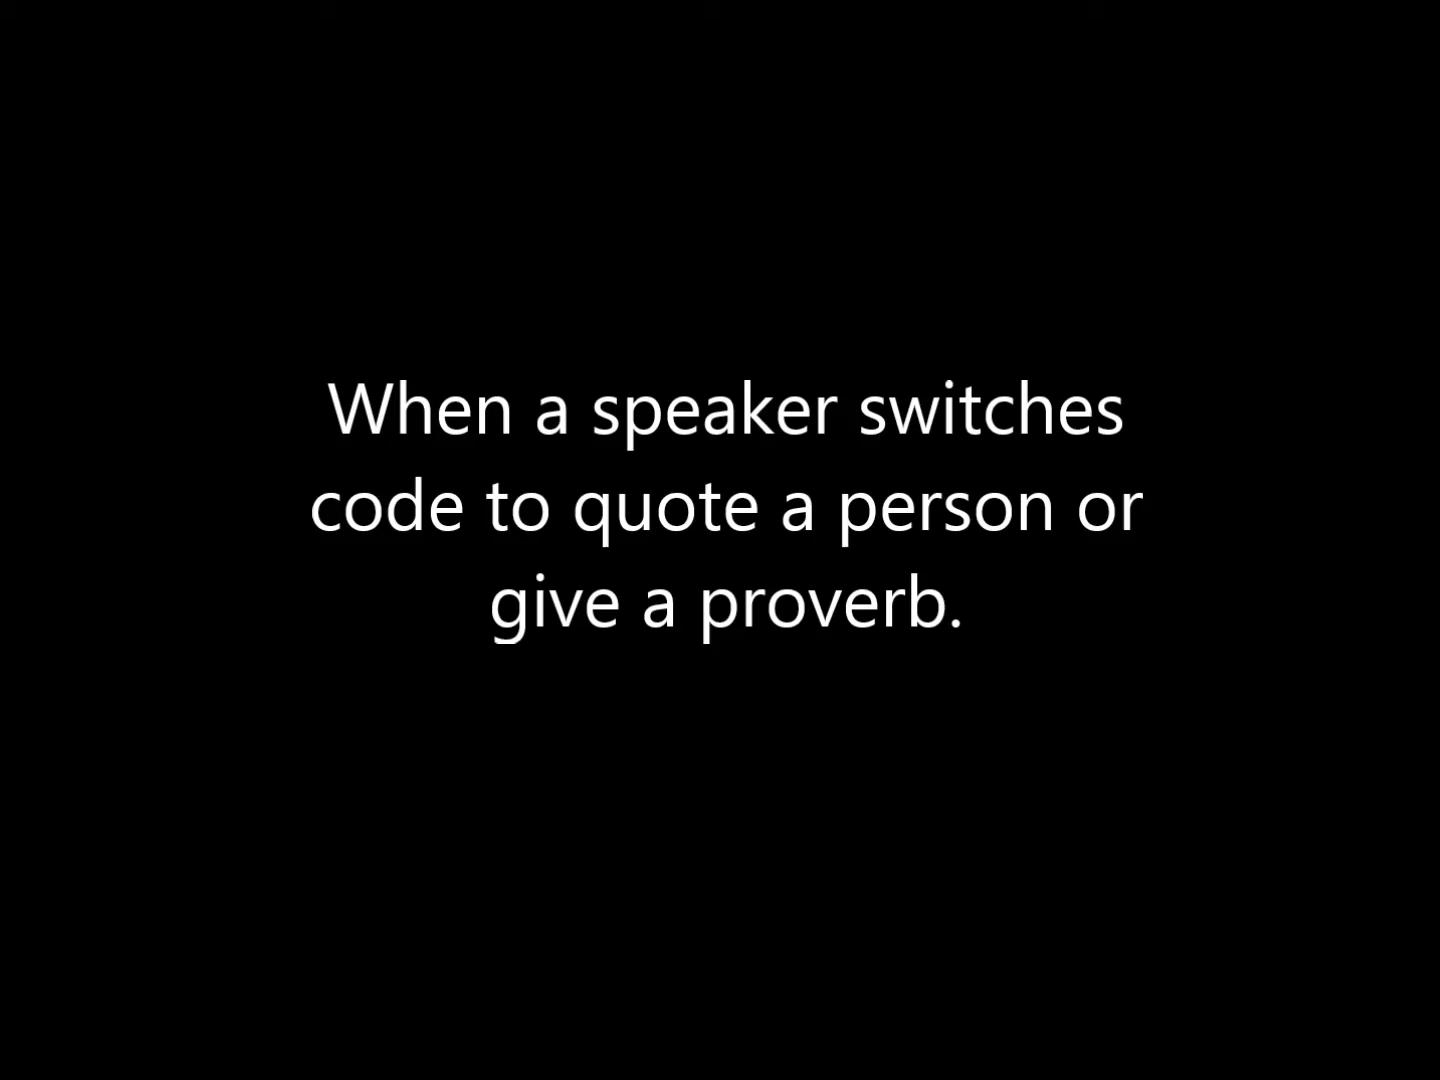 When a speaker switches
code to quote a person or
give a proverb.